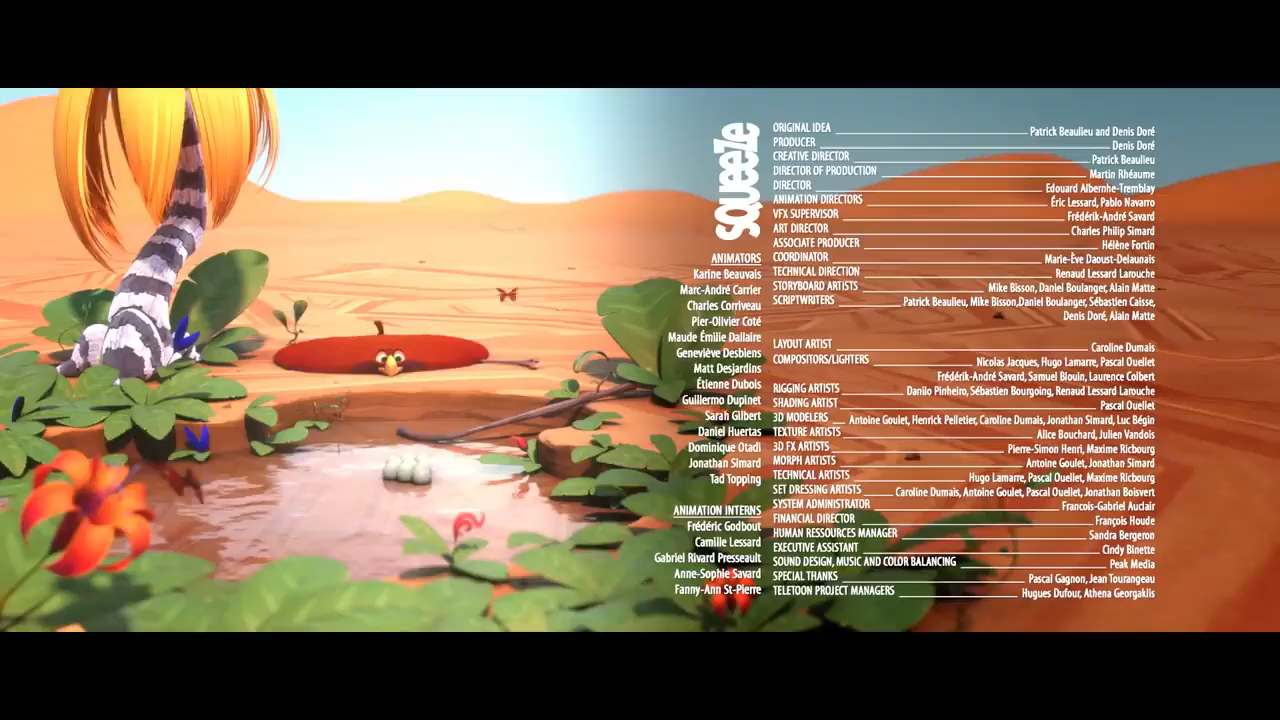 squeeze
ANIMATORS
Karine Beauvais
Marc-André Carrier
Charles Corriveau
Pier-Olivier Coté
Maude Émilie Dallaire
Geneviève Desbiens
Matt Desjardins
Étienne Dubois
Guillermo Dupinet
Sarah Gilbert
Daniel Huertas
Dominique Otadi
Jonathan Simard
Tad Topping
ANIMATION INTERNS
Frédéric Godbout
Camille Lessard
Gabriel Rivard Presseault
Anne-Sophie Savard
Fanny-Ann St-Pierre
ORIGINAL IDEA Patrick Beaulieu and Denis Doré
PRODUCER Denis Doré
CREATIVE DIRECTOR Patrick Beaulieu
DIRECTOR OF PRODUCTION Martin Rhéaume
DIRECTOR Edouard Albernhe-Tremblay
ANIMATION DIRECTORS Éric Lessard, Pablo Navarro
VFX SUPERVISOR Frédérik-André Savard
ART DIRECTOR Charles Philip Simard
ASSOCIATE PRODUCER Hélène Fortin
COORDINATOR Marie-Ève Daoust-Delaunais
TECHNICAL DIRECTION Renaud Lessard Larouche
STORYBOARD ARTISTS Mike Bisson, Daniel Boulanger, Alain Matte
SCRIPTWRITERS Patrick Beaulieu, Mike Bisson,Daniel Boulanger, Sébastien Caisse,
Denis Doré, Alain Matte
LAYOUT ARTIST Caroline Dumais
COMPOSITORS/LIGHTERS Nicolas Jacques, Hugo Lamarre, Pascal Ouellet
Frédérik-André Savard, Samuel Blouin, Laurence Colbert
RIGGING ARTISTS Danilo Pinheiro, Sébastien Bourgoing, Renaud Lessard Larouche
SHADING ARTIST Pascal Ouellet
3D MODELERS Antoine Goulet, Henrick Pelletier, Caroline Dumais, Jonathan Simard, Luc Bégin
TEXTURE ARTISTS Alice Bouchard, Julien Vandois
3D FX ARTISTS Pierre-Simon Henri, Maxime Ricbourg
MORPH ARTISTS Antoine Goulet, Jonathan Simard
TECHNICAL ARTISTS Hugo Lamarre, Pascal Ouellet, Maxime Ricbourg
SET DRESSING ARTISTS Caroline Dumais, Antoine Goulet, Pascal Ouellet, Jonathan Boisvert
SYSTEM ADMINISTRATOR Francois-Gabriel Auclair
FINANCIAL DIRECTOR François Houde
HUMAN RESSOURCES MANAGER Sandra Bergeron
EXECUTIVE ASSISTANT Cindy Binette
SOUND DESIGN, MUSIC AND COLOR BALANCING Peak Media
SPECIAL THANKS Pascal Gagnon, Jean Tourangeau
TELETOON PROJECT MANAGERS Hugues Dufour, Athena Georgaklis